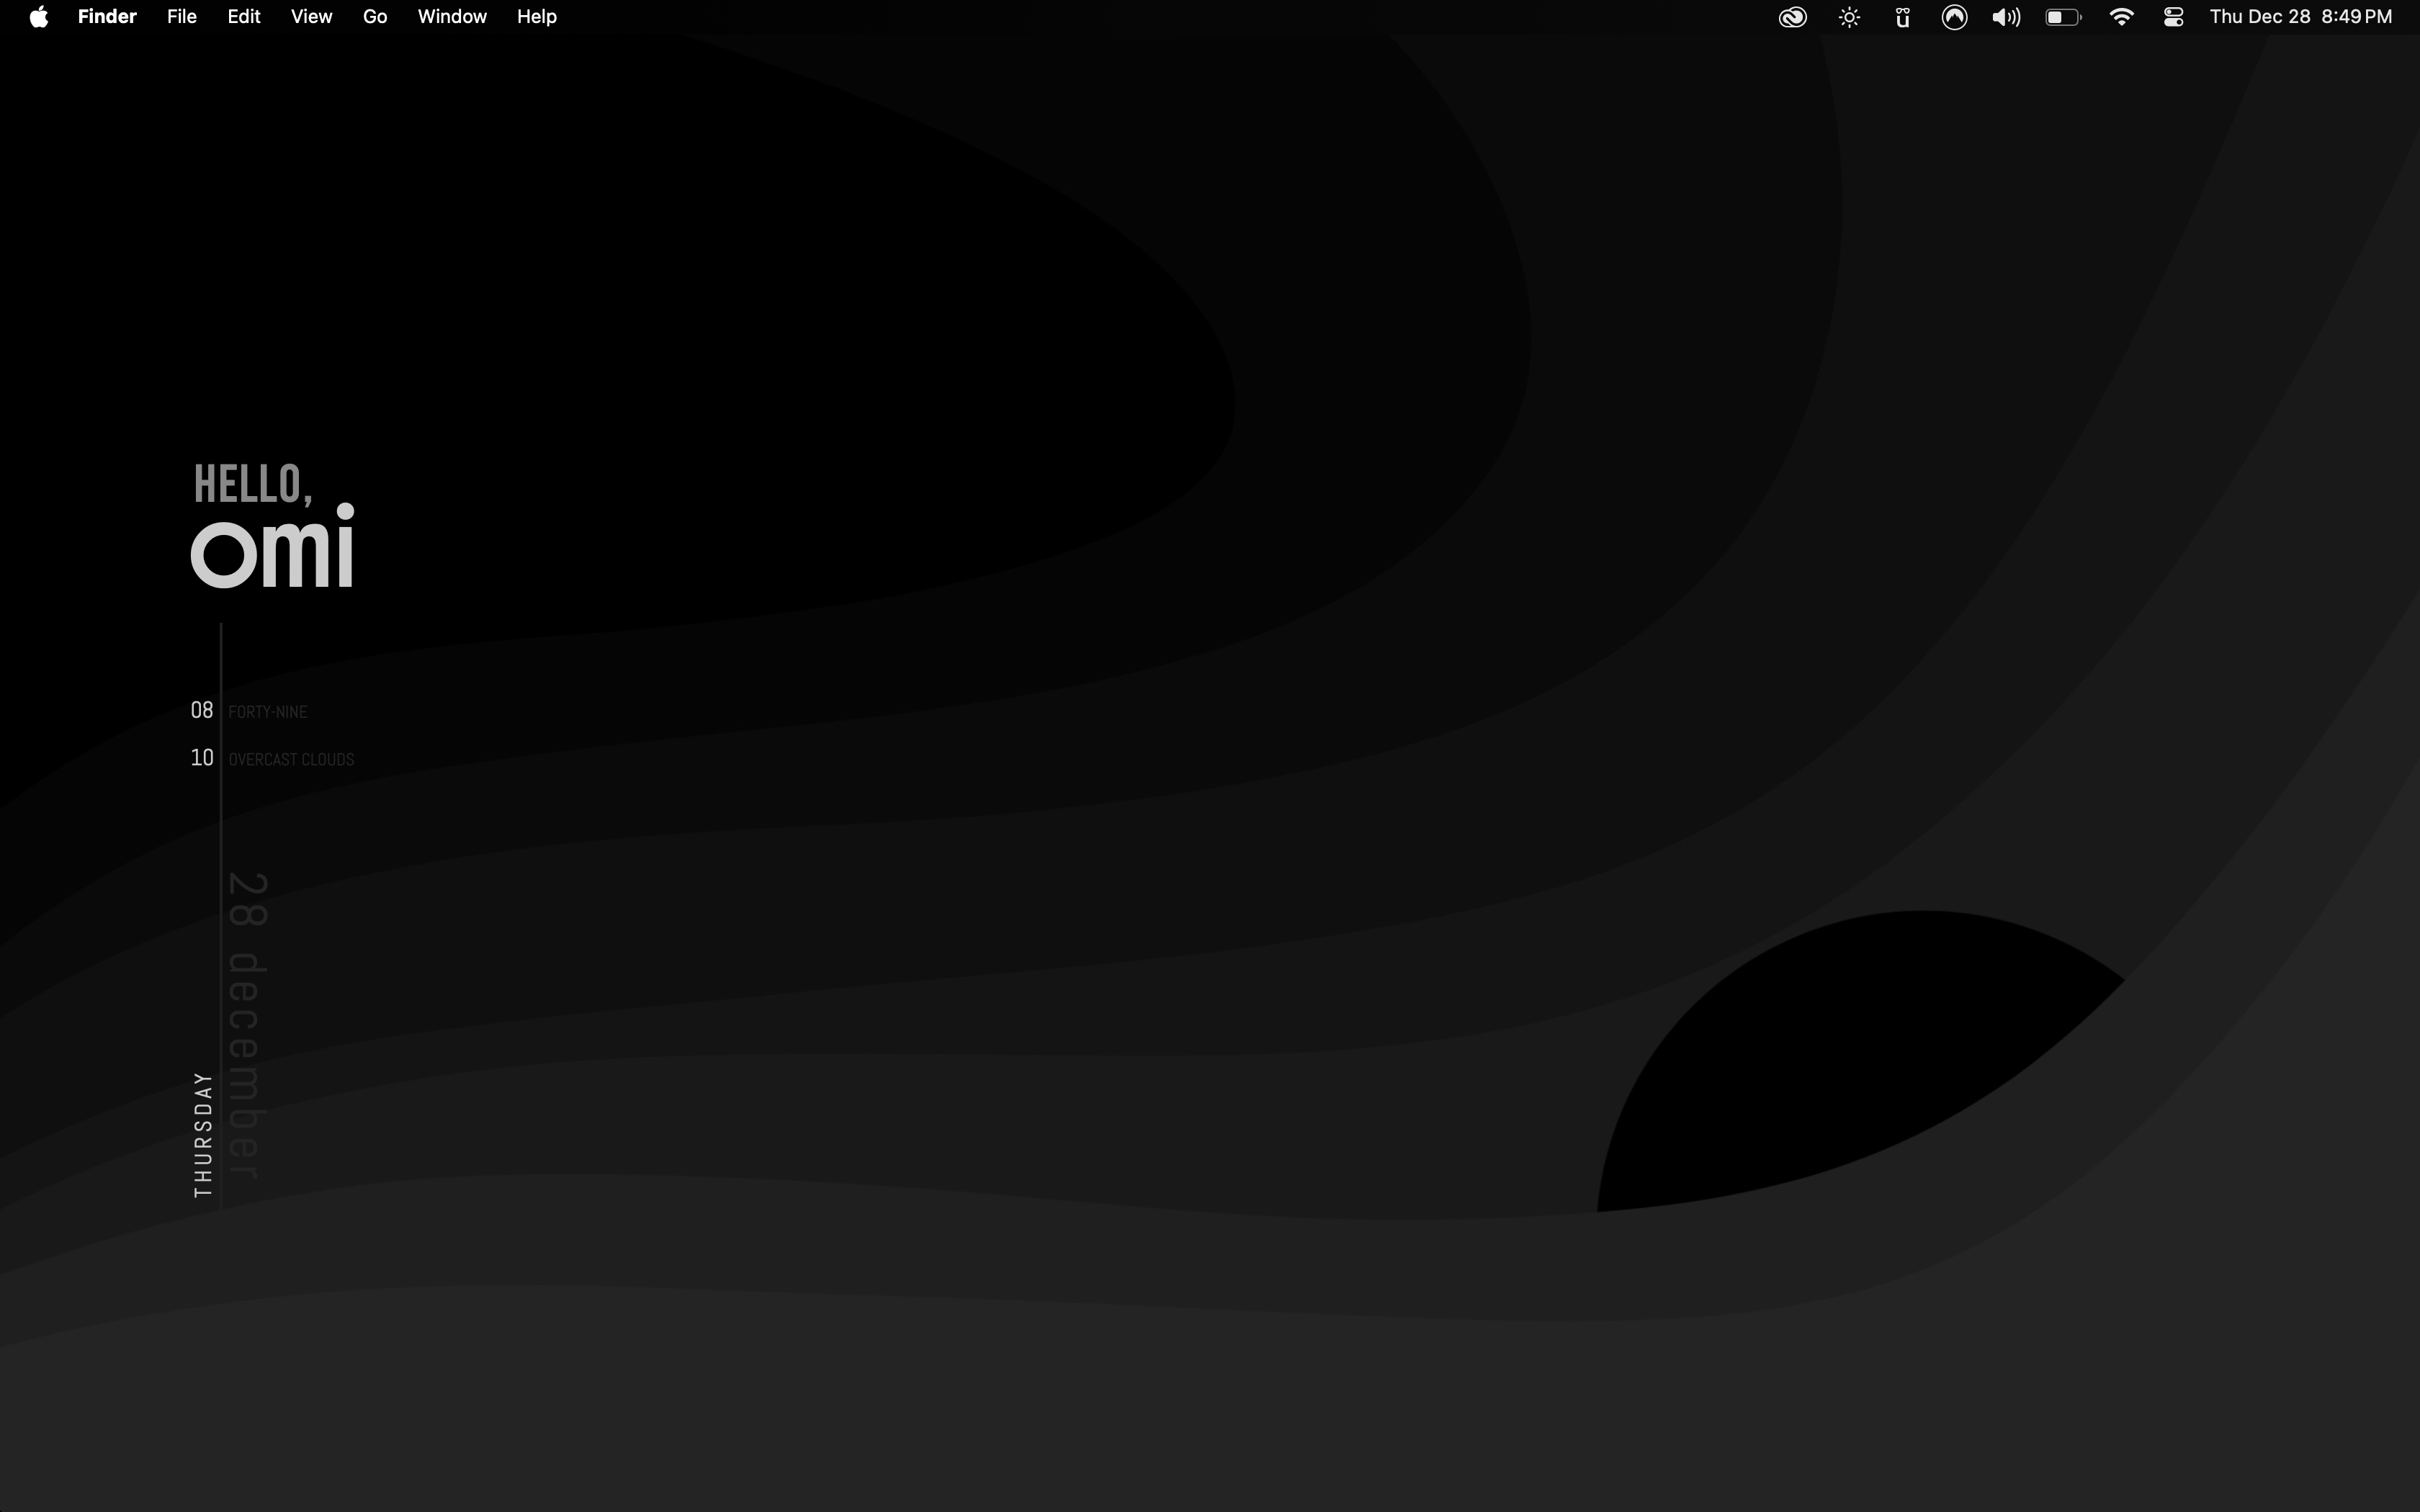 Finder File Edit View Go Window Help ü Thu Dec 28 8:49 PM
HELLO,
omi
08 FORTY-NINE
10 OVERCAST CLOUDS
THURSDAY
28 december